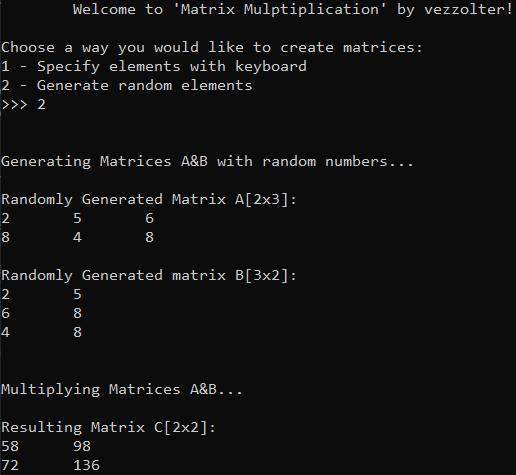 Welcome to 'Matrix Mulptiplication' by vezzolter!
Choose a way you would like to create matrices:
1 - Specify elements with keyboard
2 - Generate random elements
>>> 2
Generating Matrices A&B with random numbers...
Randomly Generated Matrix A[2x3]:
2 5 6
8 4 8
Randomly Generated matrix B[3x2]:
2 5
6 8
4 8
Multiplying Matrices A&B...
Resulting Matrix C[2x2]:
58 98
72 136